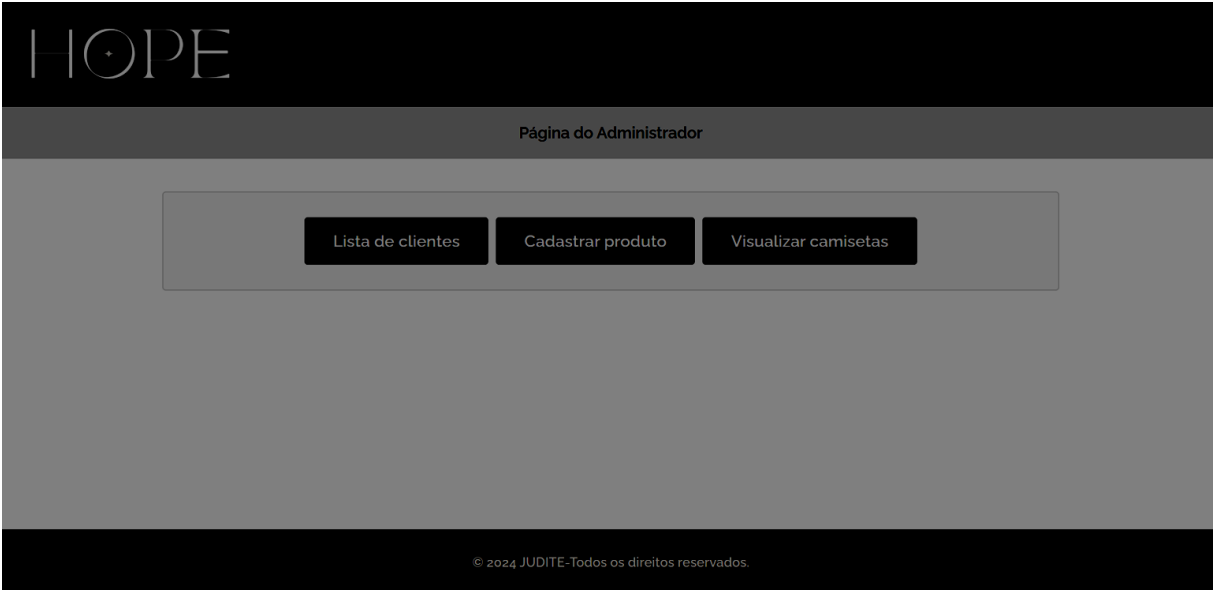 HOPE
Página do Administrador
Lista de clientes
Cadastrar produto
Visualizar camisetas
© 2024 JUDITE-Todos os direitos reservados.